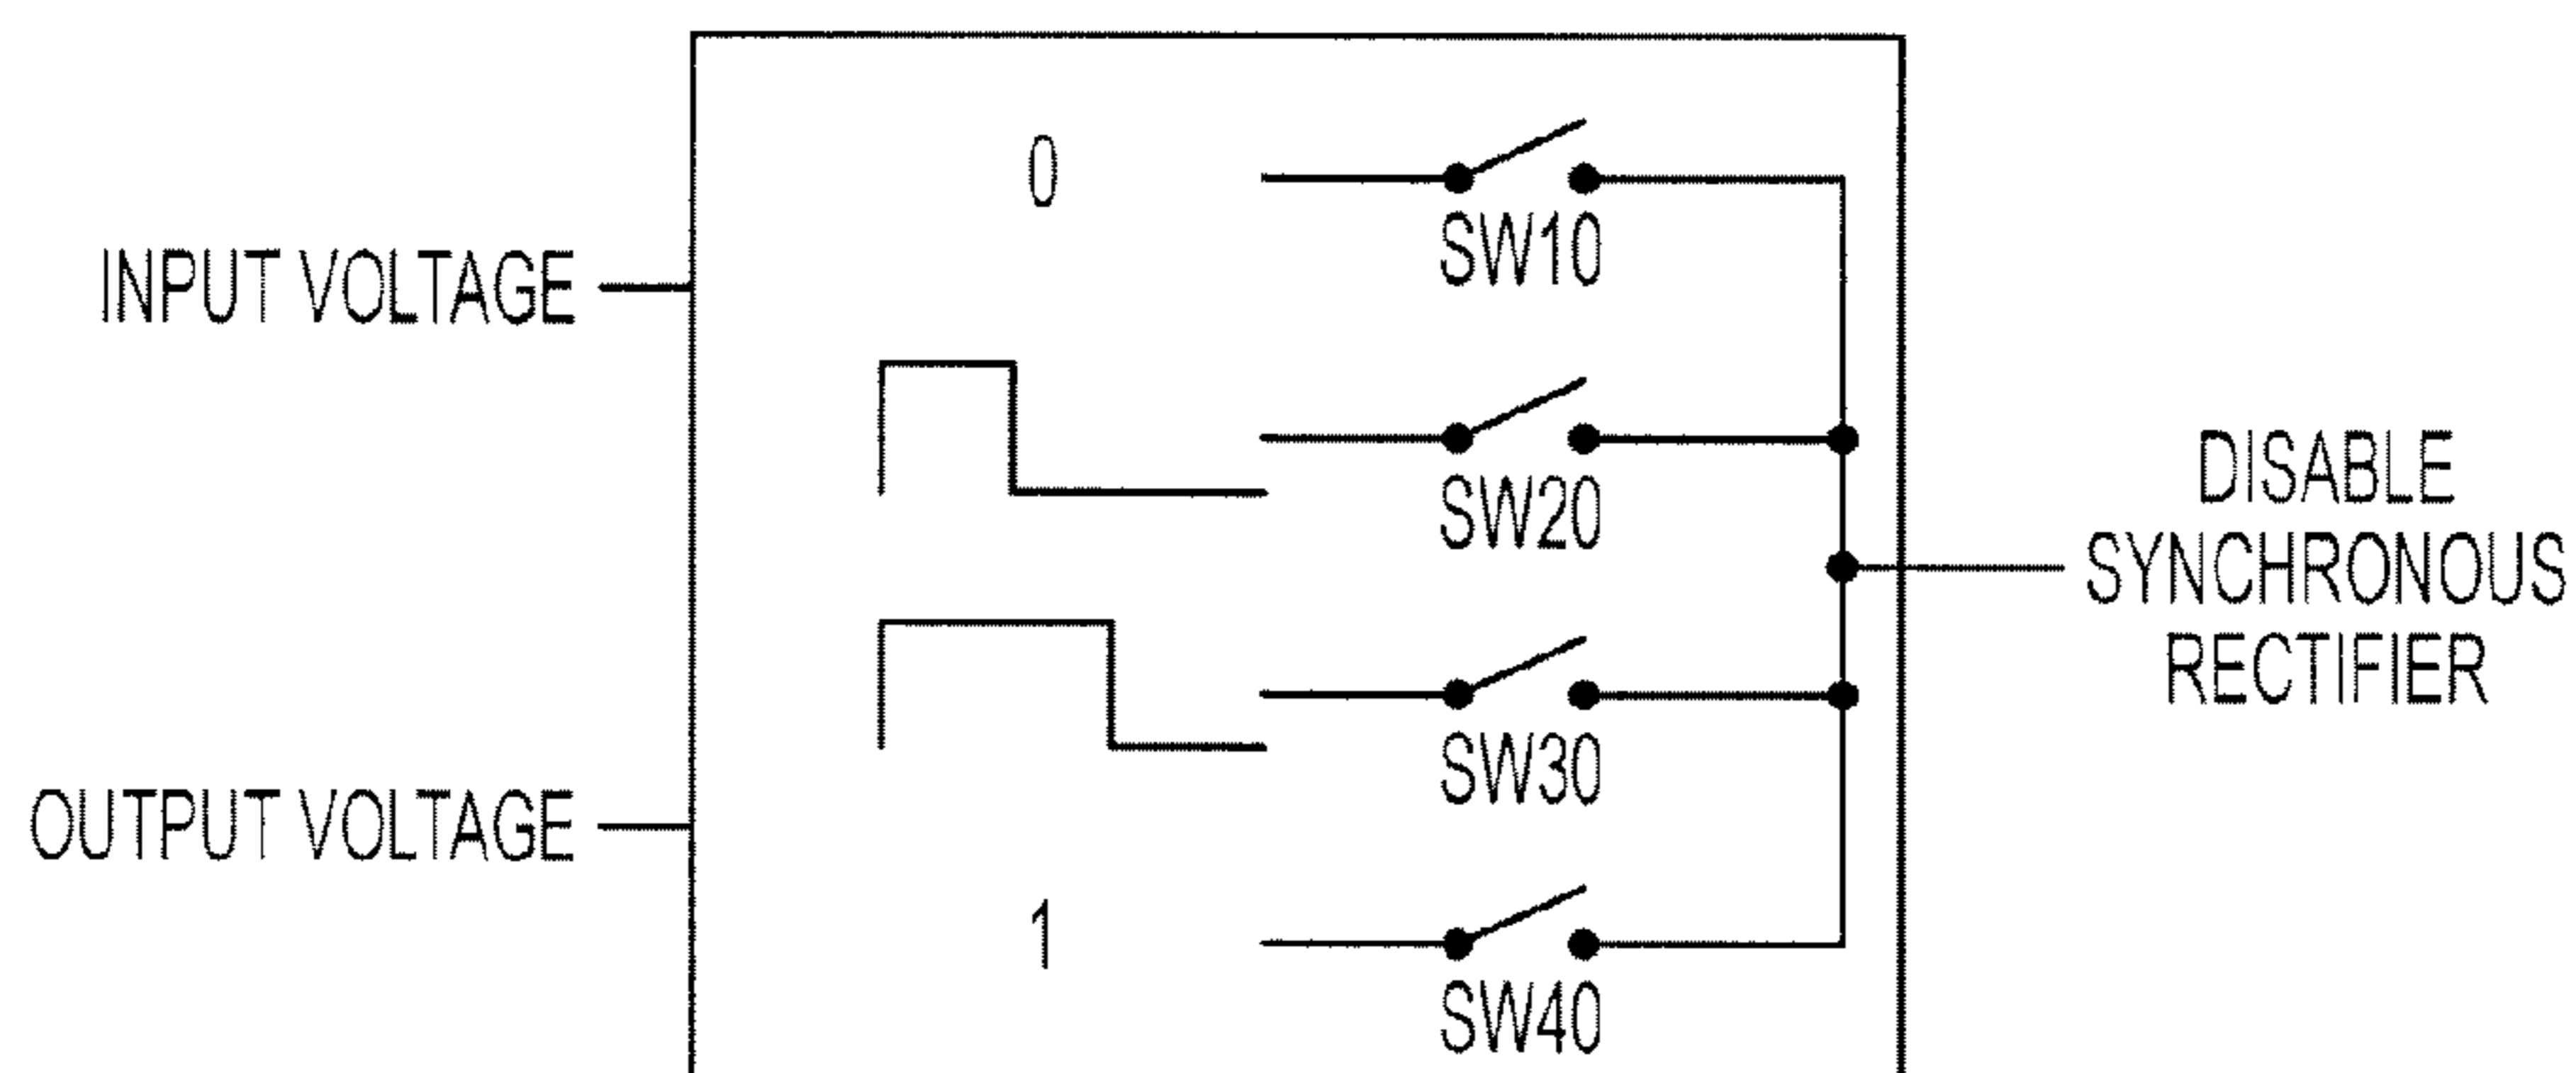 0
SW10
INPUT VOLTAGE
SW20
DISABLE
SYNCHRONOUS
RECTIFIER
SW30
OUTPUT VOLTAGE
1
SW40